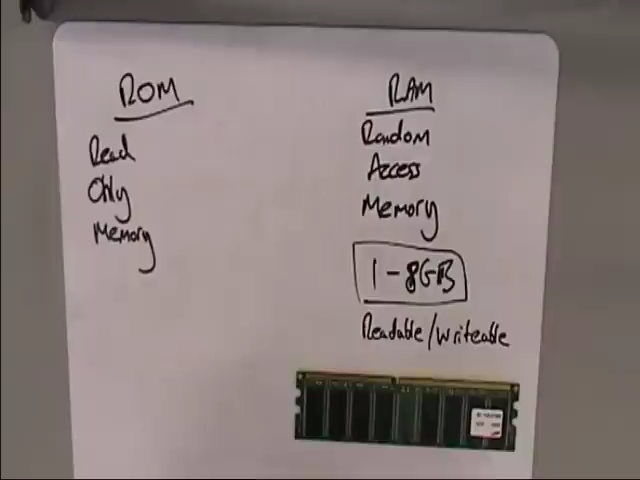 ROM
Read
Only
Memory
RAM
Random
Access
Memory
1-8GB
Readable/Writeable